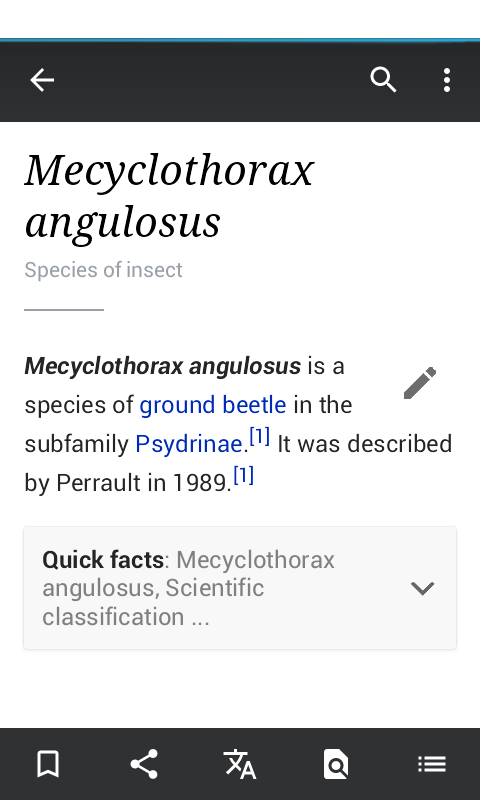 Mecyclothorax
angulosus
Species of insect
Mecyclothorax angulosus is a
species of ground beetle in the
subfamily Psydrinae.[1] It was described
by Perrault in 1989.[1]
Quick facts: Mecyclothorax
angulosus, Scientific
classification ...